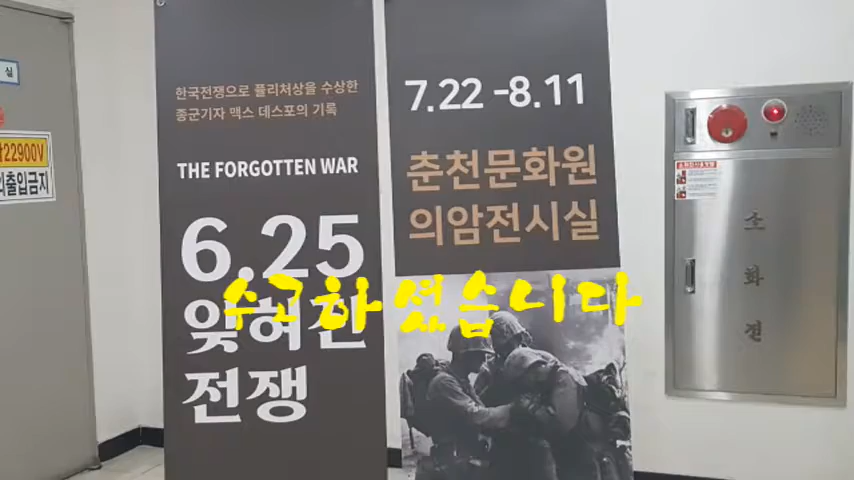 실
22900V
출입금지
한국전쟁으로 퓰리처상을 수상한
종군기자 맥스 데스포의 기록
THE FORGOTTEN WAR
6.25
잊혀진
전쟁
7.22 -8.11
춘천문화원
의암전시실
수고하셨습니다
소
화
전